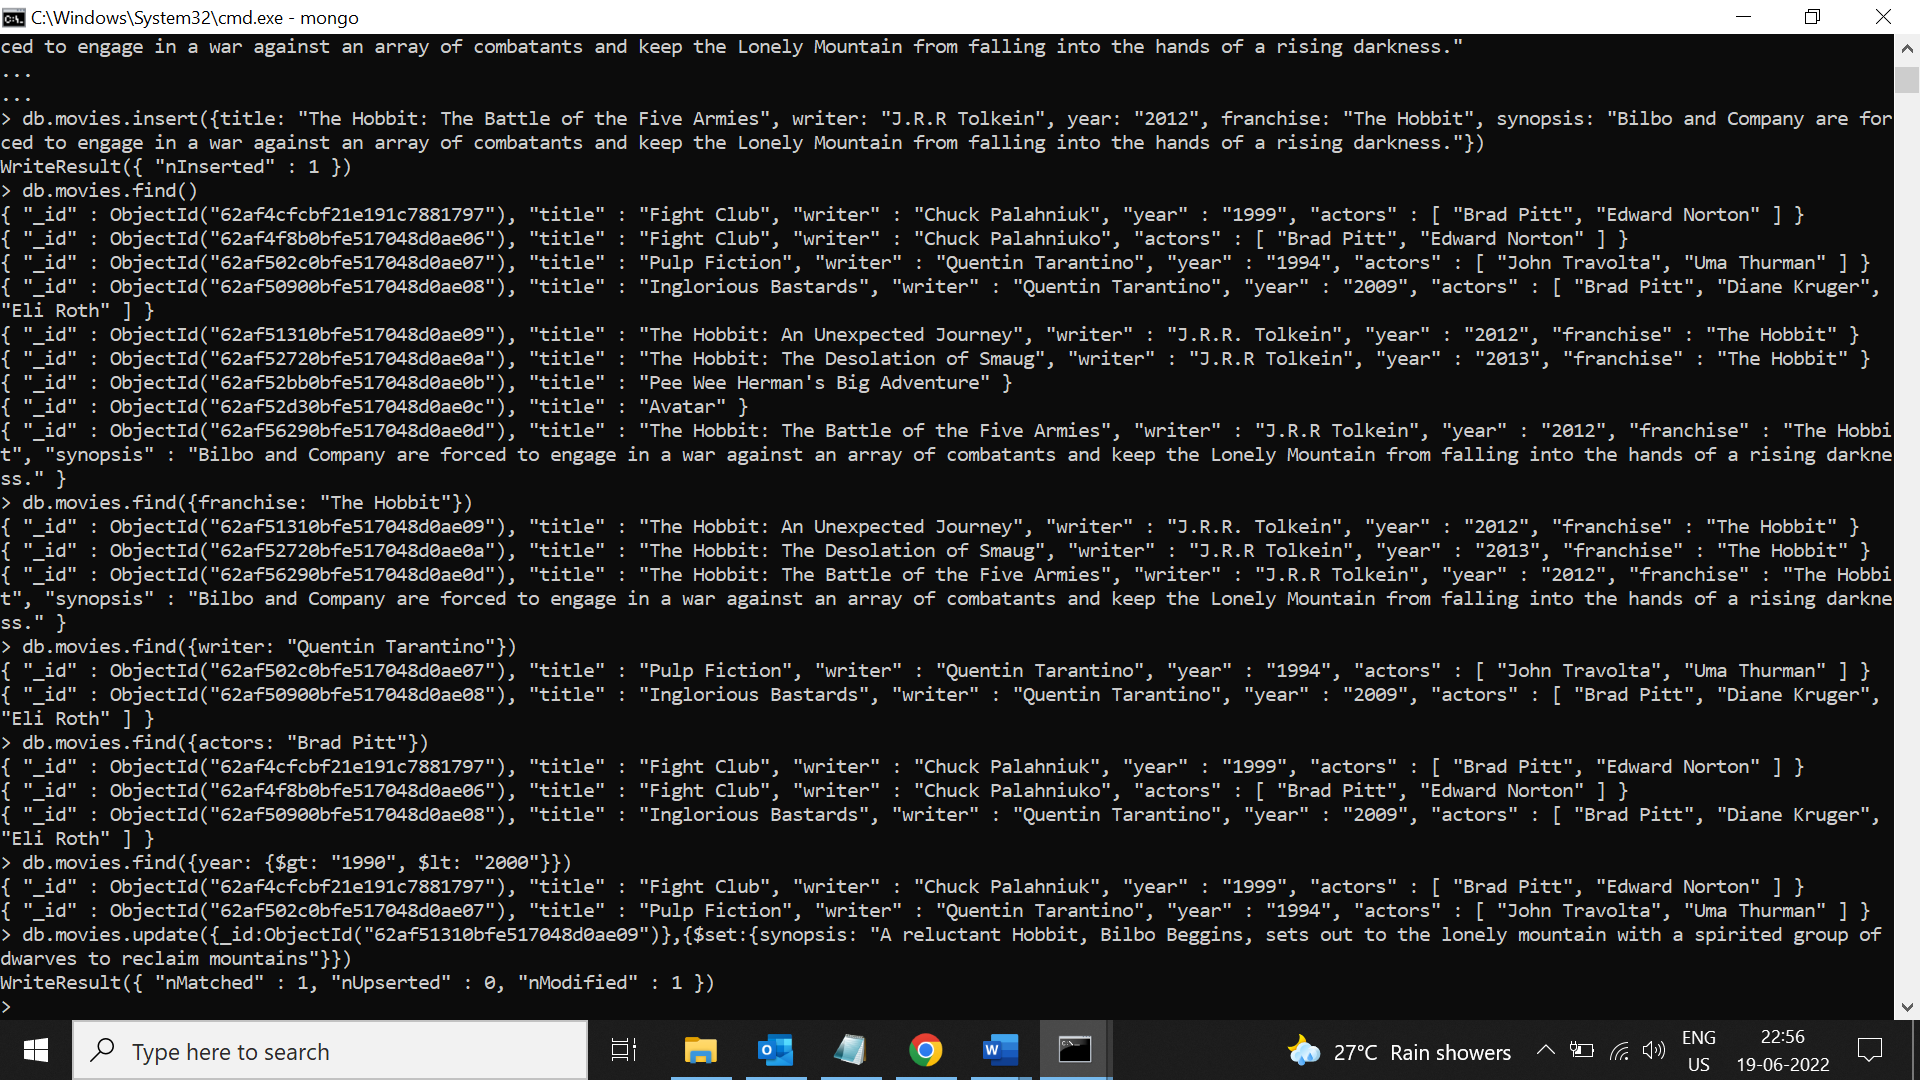 C:\Windows\System32\cmd.exe - mongo
ced to engage in a war against an array of combatants and keep the Lonely Mountain from falling into the hands of a rising darkness."
...
...
> db.movies.insert({title: "The Hobbit: The Battle of the Five Armies", writer: "J.R.R Tolkein", year: "2012", franchise: "The Hobbit", synopsis: "Bilbo and Company are for
ced to engage in a war against an array of combatants and keep the Lonely Mountain from falling into the hands of a rising darkness."})
WriteResult({ "nInserted" : 1 })
> db.movies.find()
{ "_id" : ObjectId("62af4cfcbf21e191c7881797"), "title" : "Fight Club", "writer" : "Chuck Palahniuk", "year" : "1999", "actors" : [ "Brad Pitt", "Edward Norton" ] }
{ "_id" : ObjectId("62af4f8b0bfe517048d0ae06"), "title" : "Fight Club", "writer" : "Chuck Palahniuko", "actors" : [ "Brad Pitt", "Edward Norton" ] }
{ "_id" : ObjectId("62af502c0bfe517048d0ae07"), "title" : "Pulp Fiction", "writer" : "Quentin Tarantino", "year" : "1994", "actors" : [ "John Travolta", "Uma Thurman" ] }
{ "_id" : ObjectId("62af50900bfe517048d0ae08"), "title" : "Inglorious Bastards", "writer" : "Quentin Tarantino", "year" : "2009", "actors" : [ "Brad Pitt", "Diane Kruger",
"Eli Roth" ] }
{ "_id" : ObjectId("62af51310bfe517048d0ae09"), "title" : "The Hobbit: An Unexpected Journey", "writer" : "J.R.R. Tolkein", "year" : "2012", "franchise" : "The Hobbit" }
{ "_id" : ObjectId("62af52720bfe517048d0ae0a"), "title" : "The Hobbit: The Desolation of Smaug", "writer" : "J.R.R Tolkein", "year" : "2013", "franchise" : "The Hobbit" }
{ "_id" : ObjectId("62af52bb0bfe517048d0ae0b"), "title" : "Pee Wee Herman's Big Adventure" }
{ "_id" : ObjectId("62af52d30bfe517048d0ae0c"), "title" : "Avatar" }
{ "_id" : ObjectId("62af56290bfe517048d0ae0d"), "title" : "The Hobbit: The Battle of the Five Armies", "writer" : "J.R.R Tolkein", "year" : "2012", "franchise" : "The Hobbi
t", "synopsis" : "Bilbo and Company are forced to engage in a war against an array of combatants and keep the Lonely Mountain from falling into the hands of a rising darkne
ss." }
> db.movies.find({franchise: "The Hobbit"})
{ "_id" : ObjectId("62af51310bfe517048d0ae09"), "title" : "The Hobbit: An Unexpected Journey", "writer" : "J.R.R. Tolkein", "year" : "2012", "franchise" : "The Hobbit" }
{ "_id" : ObjectId("62af52720bfe517048d0ae0a"), "title" : "The Hobbit: The Desolation of Smaug", "writer" : "J.R.R Tolkein", "year" : "2013", "franchise" : "The Hobbit" }
{ "_id" : ObjectId("62af56290bfe517048d0ae0d"), "title" : "The Hobbit: The Battle of the Five Armies", "writer" : "J.R.R Tolkein", "year" : "2012", "franchise" : "The Hobbi
t", "synopsis" : "Bilbo and Company are forced to engage in a war against an array of combatants and keep the Lonely Mountain from falling into the hands of a rising darkne
ss." }
> db.movies.find({writer: "Quentin Tarantino"})
{ "_id" : ObjectId("62af502c0bfe517048d0ae07"), "title" : "Pulp Fiction", "writer" : "Quentin Tarantino", "year" : "1994", "actors" : [ "John Travolta", "Uma Thurman" ] }
{ "_id" : ObjectId("62af50900bfe517048d0ae08"), "title" : "Inglorious Bastards", "writer" : "Quentin Tarantino", "year" : "2009", "actors" : [ "Brad Pitt", "Diane Kruger",
"Eli Roth" ] }
> db.movies.find({actors: "Brad Pitt"})
{ "_id" : ObjectId("62af4cfcbf21e191c7881797"), "title" : "Fight Club", "writer" : "Chuck Palahniuk", "year" : "1999", "actors" : [ "Brad Pitt", "Edward Norton" ] }
{ "_id" : ObjectId("62af4f8b0bfe517048d0ae06"), "title" : "Fight Club", "writer" : "Chuck Palahniuko", "actors" : [ "Brad Pitt", "Edward Norton" ] }
{ "_id" : ObjectId("62af50900bfe517048d0ae08"), "title" : "Inglorious Bastards", "writer" : "Quentin Tarantino", "year" : "2009", "actors" : [ "Brad Pitt", "Diane Kruger",
"Eli Roth" ] }
> db.movies.find({year: {$gt: "1990", $lt: "2000"}})
{ "_id" : ObjectId("62af4cfcbf21e191c7881797"), "title" : "Fight Club", "writer" : "Chuck Palahniuk", "year" : "1999", "actors" : [ "Brad Pitt", "Edward Norton" ] }
{ "_id" : ObjectId("62af502c0bfe517048d0ae07"), "title" : "Pulp Fiction", "writer" : "Quentin Tarantino", "year" : "1994", "actors" : [ "John Travolta", "Uma Thurman" ] }
> db.movies.update({_id:ObjectId("62af51310bfe517048d0ae09")},{$set:{synopsis: "A reluctant Hobbit, Bilbo Beggins, sets out to the lonely mountain with a spirited group of
dwarves to reclaim mountains"}})
WriteResult({ "nMatched" : 1, "nUpserted" : 0, "nModified" : 1 })
>
Type here to search
27°C Rain showers
ENG
US
22:56
19-06-2022